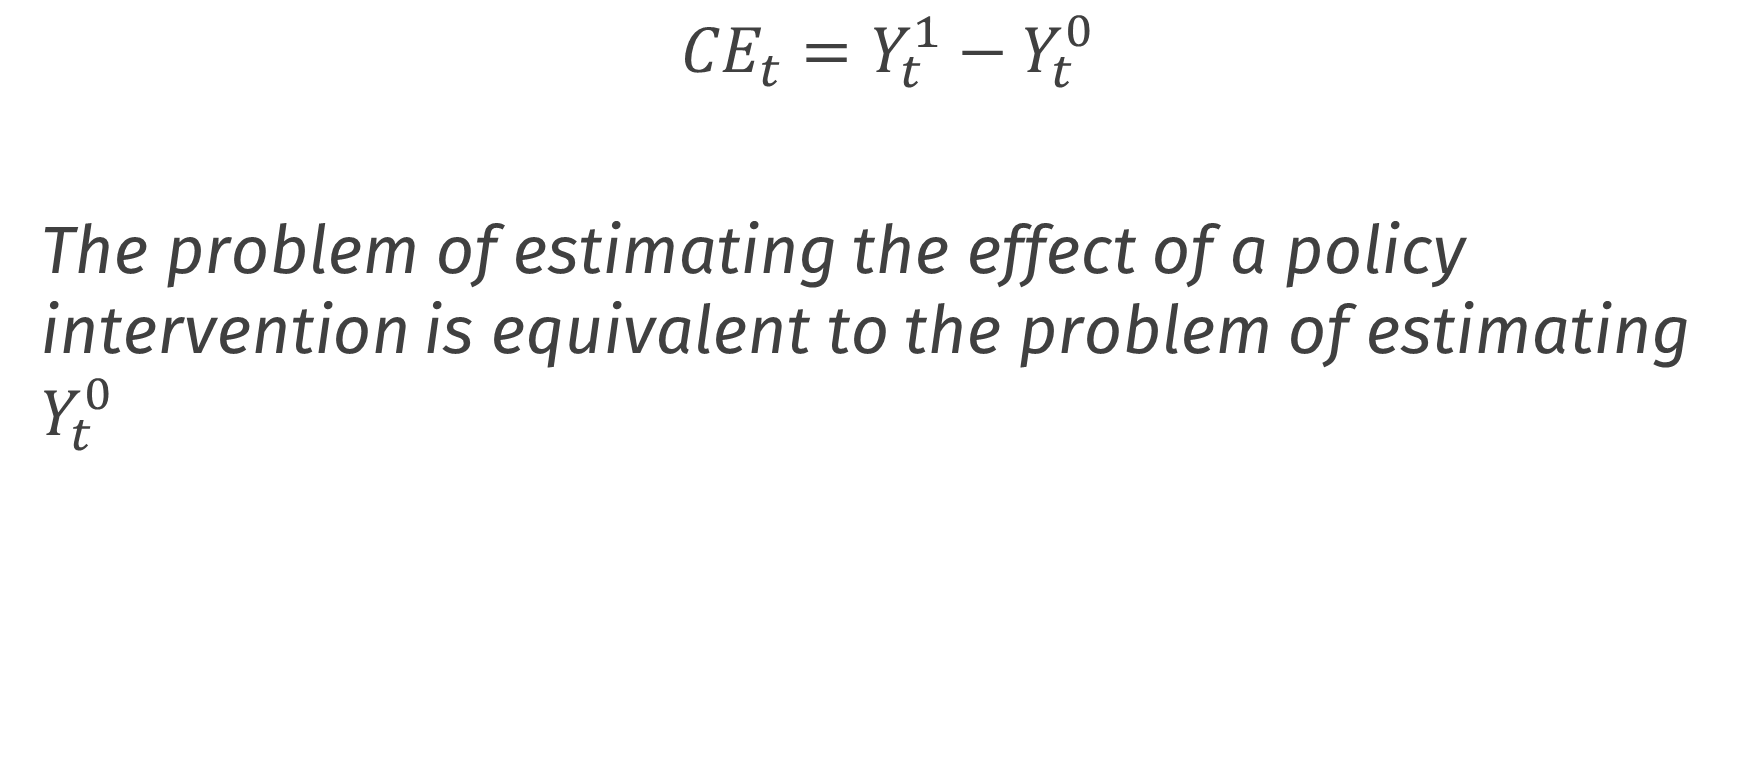 CE_t = Y_t^1 − Y_t^0
The problem of estimating the effect of a policy
intervention is equivalent to the problem of estimating
Y_t^0